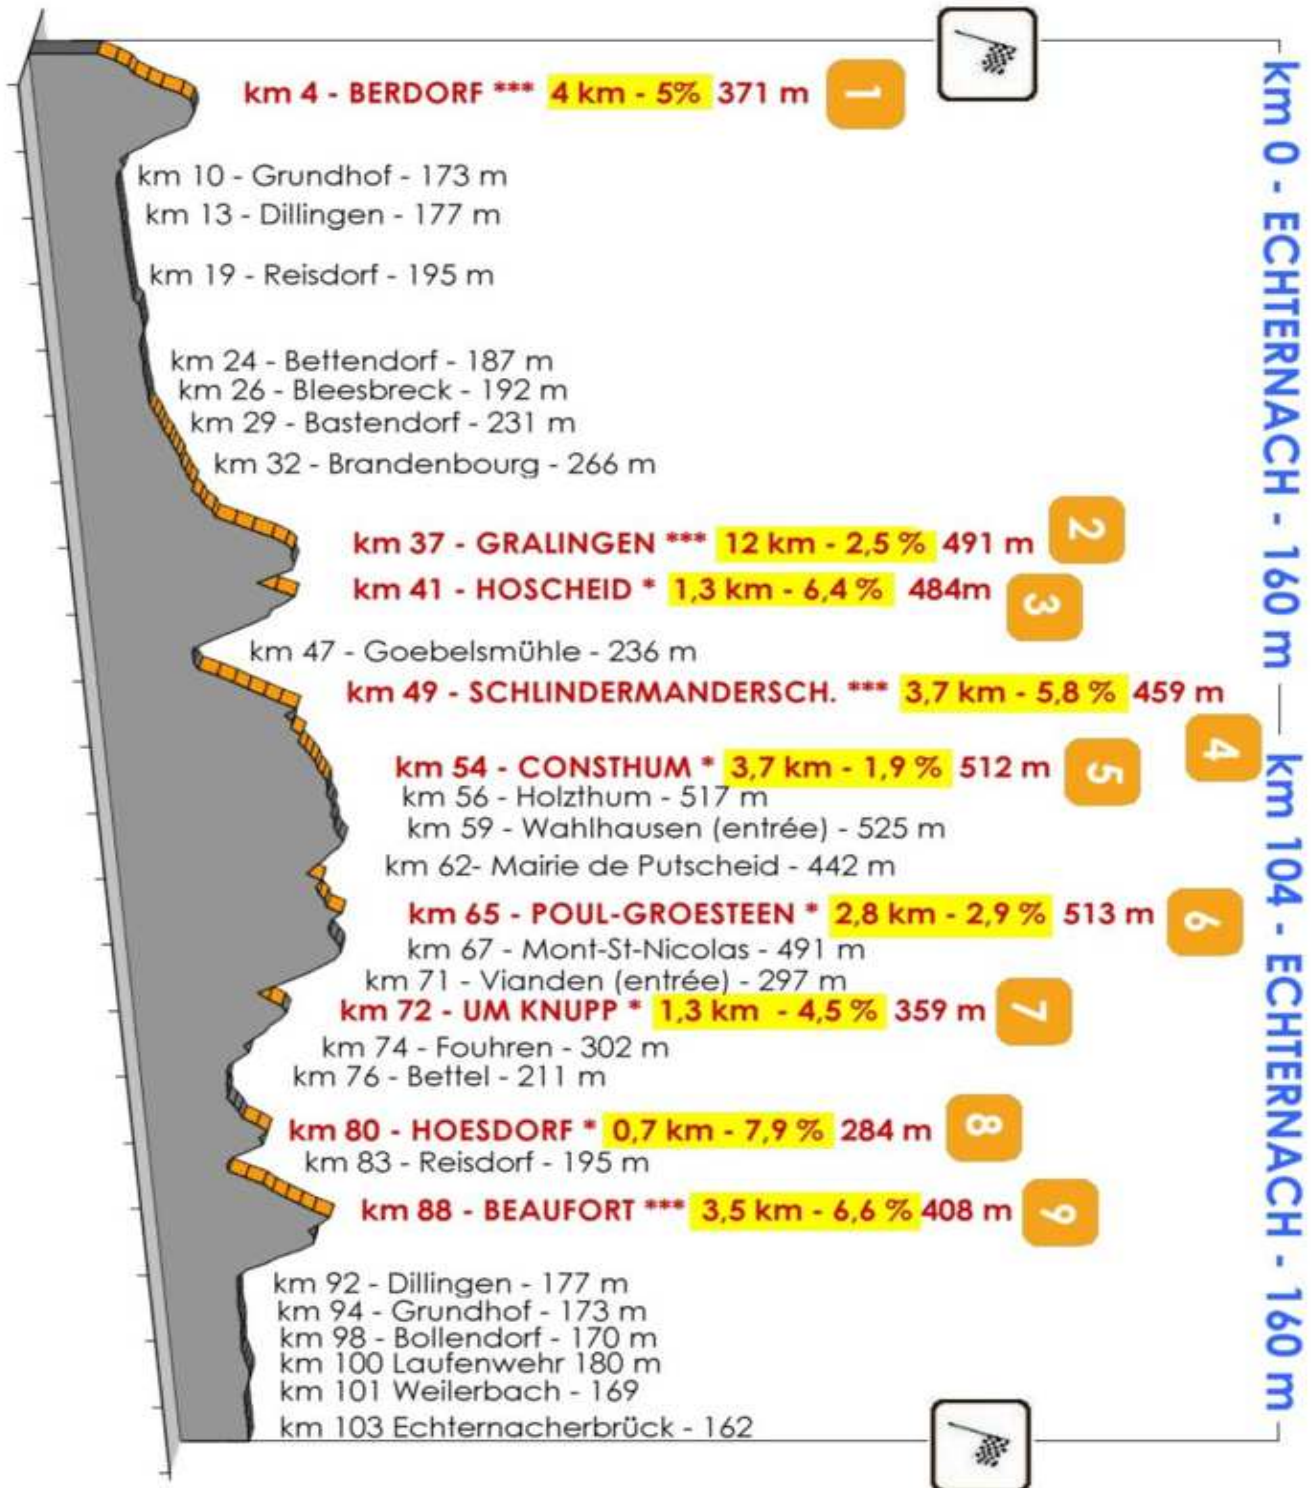 km 4 - BERDORF *** 4 km - 5% 371 m 1
km 10 - Grundhof - 173 m
km 13 - Dillingen - 177 m
km 19 - Reisdorf - 195 m
km 24 - Bettendorf - 187 m
km 26 - Bleesbreck - 192 m
km 29 - Bastendorf - 231 m
km 32 - Brandenbourg - 266 m
km 37 - GRALINGEN *** 12 km - 2,5 % 491 m 2
km 41 - HOSCHEID * 1,3 km - 6,4 % 484m 3
km 47 - Goebelsmühle - 236 m
km 49 - SCHLINDERMANDERSCH. *** 3,7 km - 5,8 % 459 m 4
km 54 - CONSTHUM * 3,7 km - 1,9 % 512 m 5
km 56 - Holzthum - 517 m
km 59 - Wahlhausen (entrée) - 525 m
km 62- Mairie de Putscheid - 442 m
km 65 - POUL-GROESTEEN * 2,8 km - 2,9 % 513 m 6
km 67 - Mont-St-Nicolas - 491 m
km 71 - Vianden (entrée) - 297 m
km 72 - UM KNUPP * 1,3 km - 4,5 % 359 m 7
km 74 - Fouhren - 302 m
km 76 - Bettel - 211 m
km 80 - HOESDORF * 0,7 km - 7,9 % 284 m 8
km 83 - Reisdorf - 195 m
km 88 - BEAUFORT *** 3,5 km - 6,6 % 408 m 9
km 92 - Dillingen - 177 m
km 94 - Grundhof - 173 m
km 98 - Bollendorf - 170 m
km 100 Laufenwehr 180 m
km 101 Weilerbach - 169
km 103 Echternacherbrück - 162
km 0 - ECHTERNACH - 160 m
km 104 - ECHTERNACH - 160 m